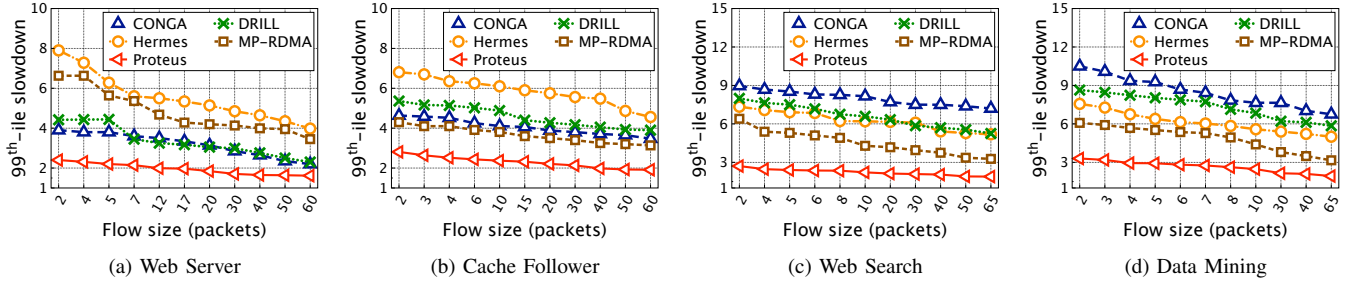 CONGA
DRILL
Hermes
MP-RDMA
Proteus
99th-ile slowdown
10
8
6
4
2
1
2 4 5 7 12 17 20 30 40 50 60
Flow size (packets)
(a) Web Server
CONGA
DRILL
Hermes
MP-RDMA
Proteus
99th-ile slowdown
10
8
6
4
2
1
2 3 4 6 10 15 20 30 40 50 60
Flow size (packets)
(b) Cache Follower
CONGA
DRILL
Hermes
MP-RDMA
Proteus
99th-ile slowdown
15
12
9
6
3
1
2 4 5 6 8 10 20 30 40 50 65
Flow size (packets)
(c) Web Search
CONGA
DRILL
Hermes
MP-RDMA
Proteus
99th-ile slowdown
15
12
9
6
3
1
2 3 4 5 6 7 8 10 12 40 65
Flow size (packets)
(d) Data Mining